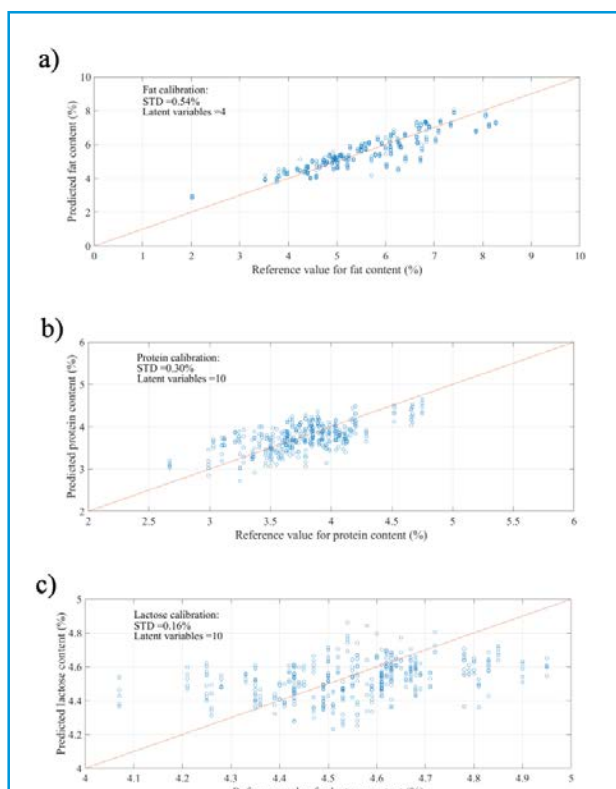 a)
Fat calibration:
STD =0.54%
Latent variables =4
Predicted fat content (%)
10
8
6
4
2
0
0 1 2 3 4 5 6 7 8 9 10
Reference value for fat content (%)
b)
Protein calibration:
STD =0.30%
Latent variables =10
Predicted protein content (%)
6
5
4
3
2
2 2.5 3 3.5 4 4.5 5 5.5 6
Reference value for protein content (%)
c)
Lactose calibration:
STD =0.16%
Latent variables =10
Predicted lactose content (%)
5
4.8
4.6
4.4
4.2
4
4 4.1 4.2 4.3 4.4 4.5 4.6 4.7 4.8 4.9 5